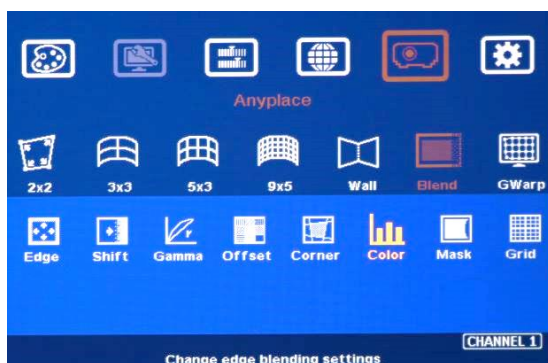 Anyplace
2x2 3x3 5x3 9x5 Wall Blend GWarp
Edge Shift Gamma Offset Corner Color Mask Grid
CHANNEL 1
Change edge blending settings